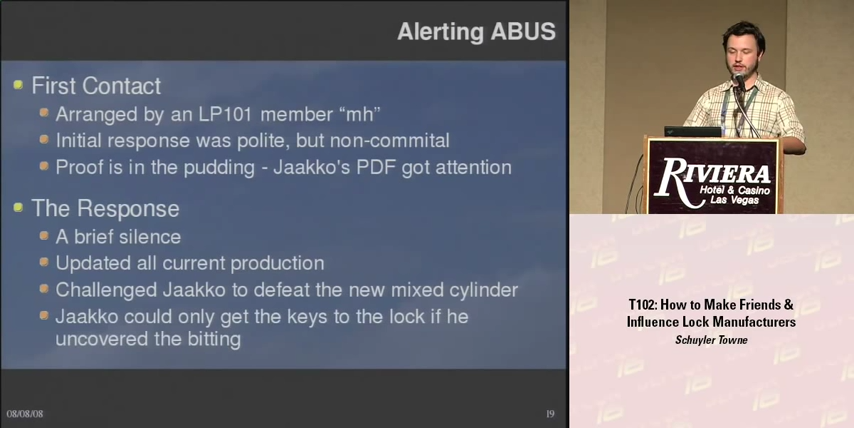 Alerting ABUS
First Contact
Arranged by an LP101 member “mh”
Initial response was polite, but non-commital
Proof is in the pudding - Jaakko's PDF got attention
The Response
A brief silence
Updated all current production
Challenged Jaakko to defeat the new mixed cylinder
Jaakko could only get the keys to the lock if he
uncovered the bitting
08/08/08
19
RIVIERA
Hotel & Casino
Las Vegas
T102: How to Make Friends &
Influence Lock Manufacturers
Schuyler Towne